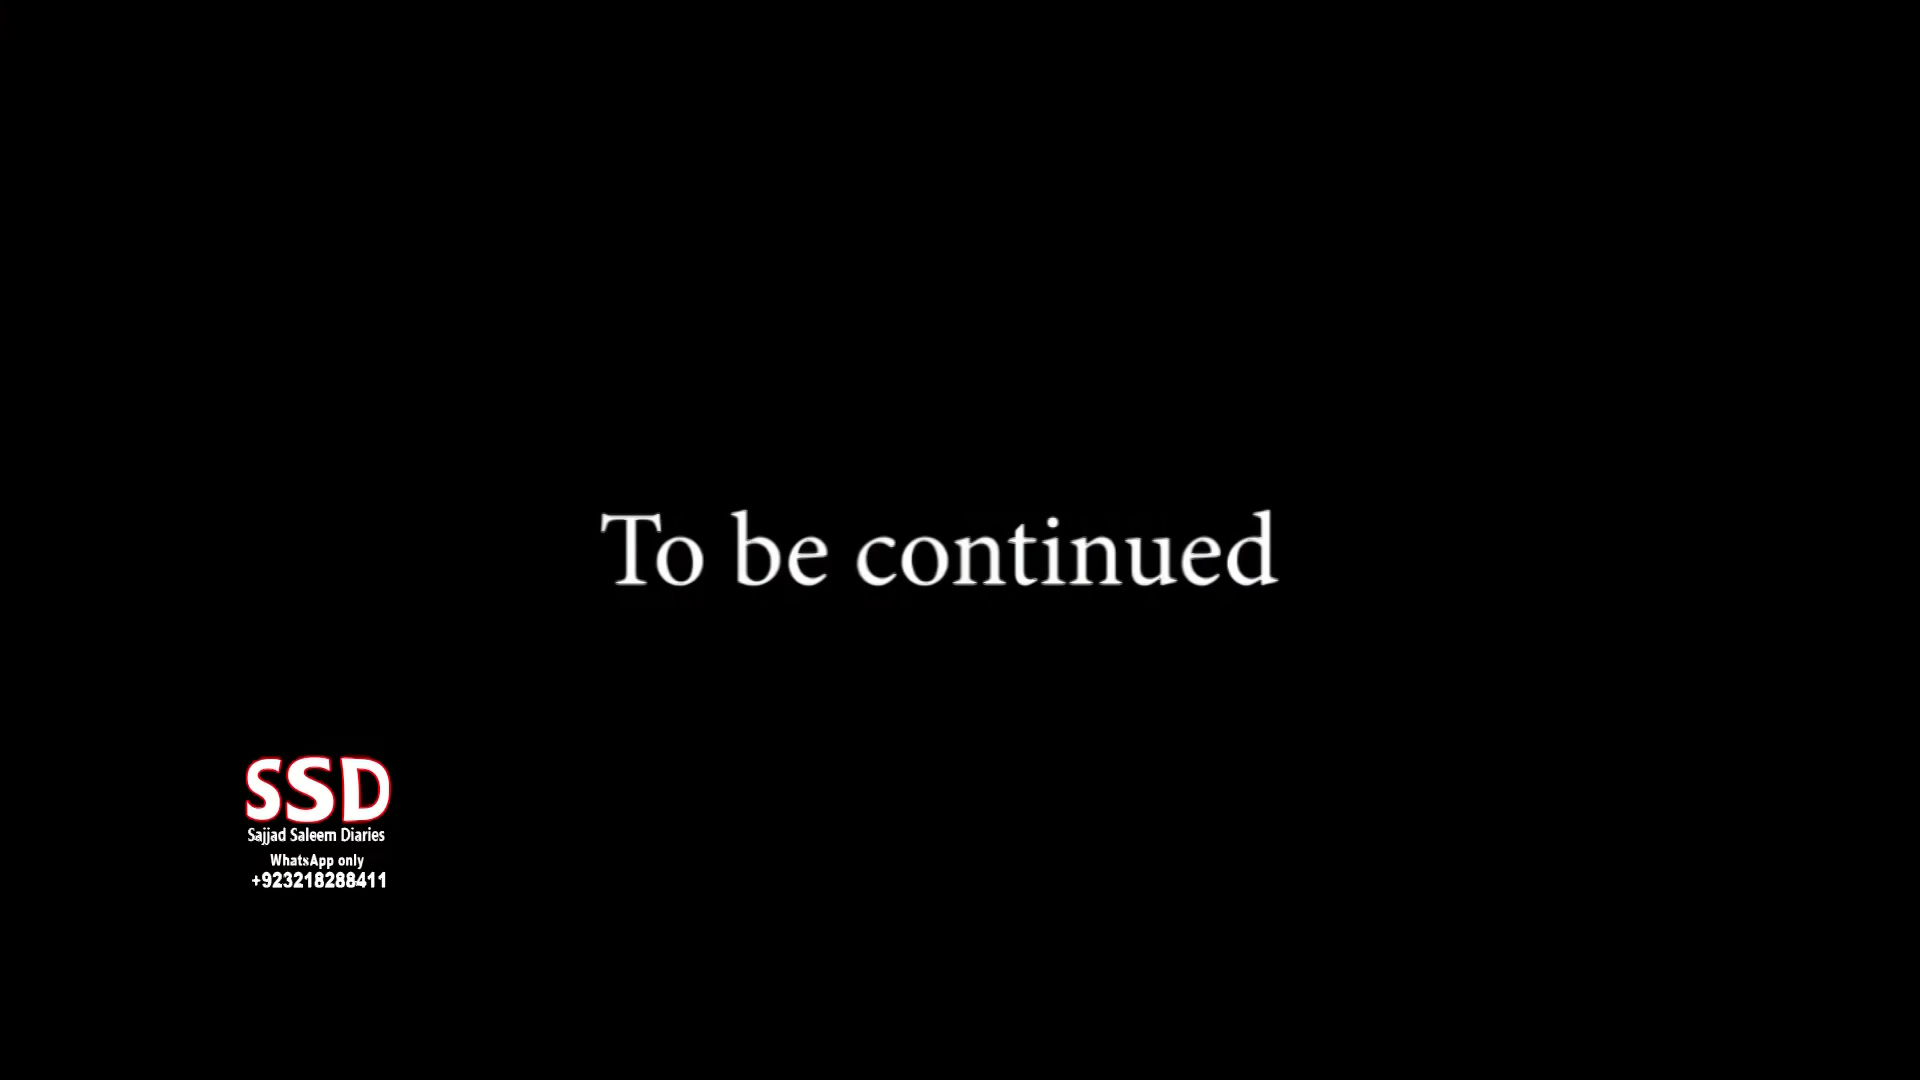 To be continued
SSD
Sajjad Saleem Diaries
WhatsApp only
+923218288411